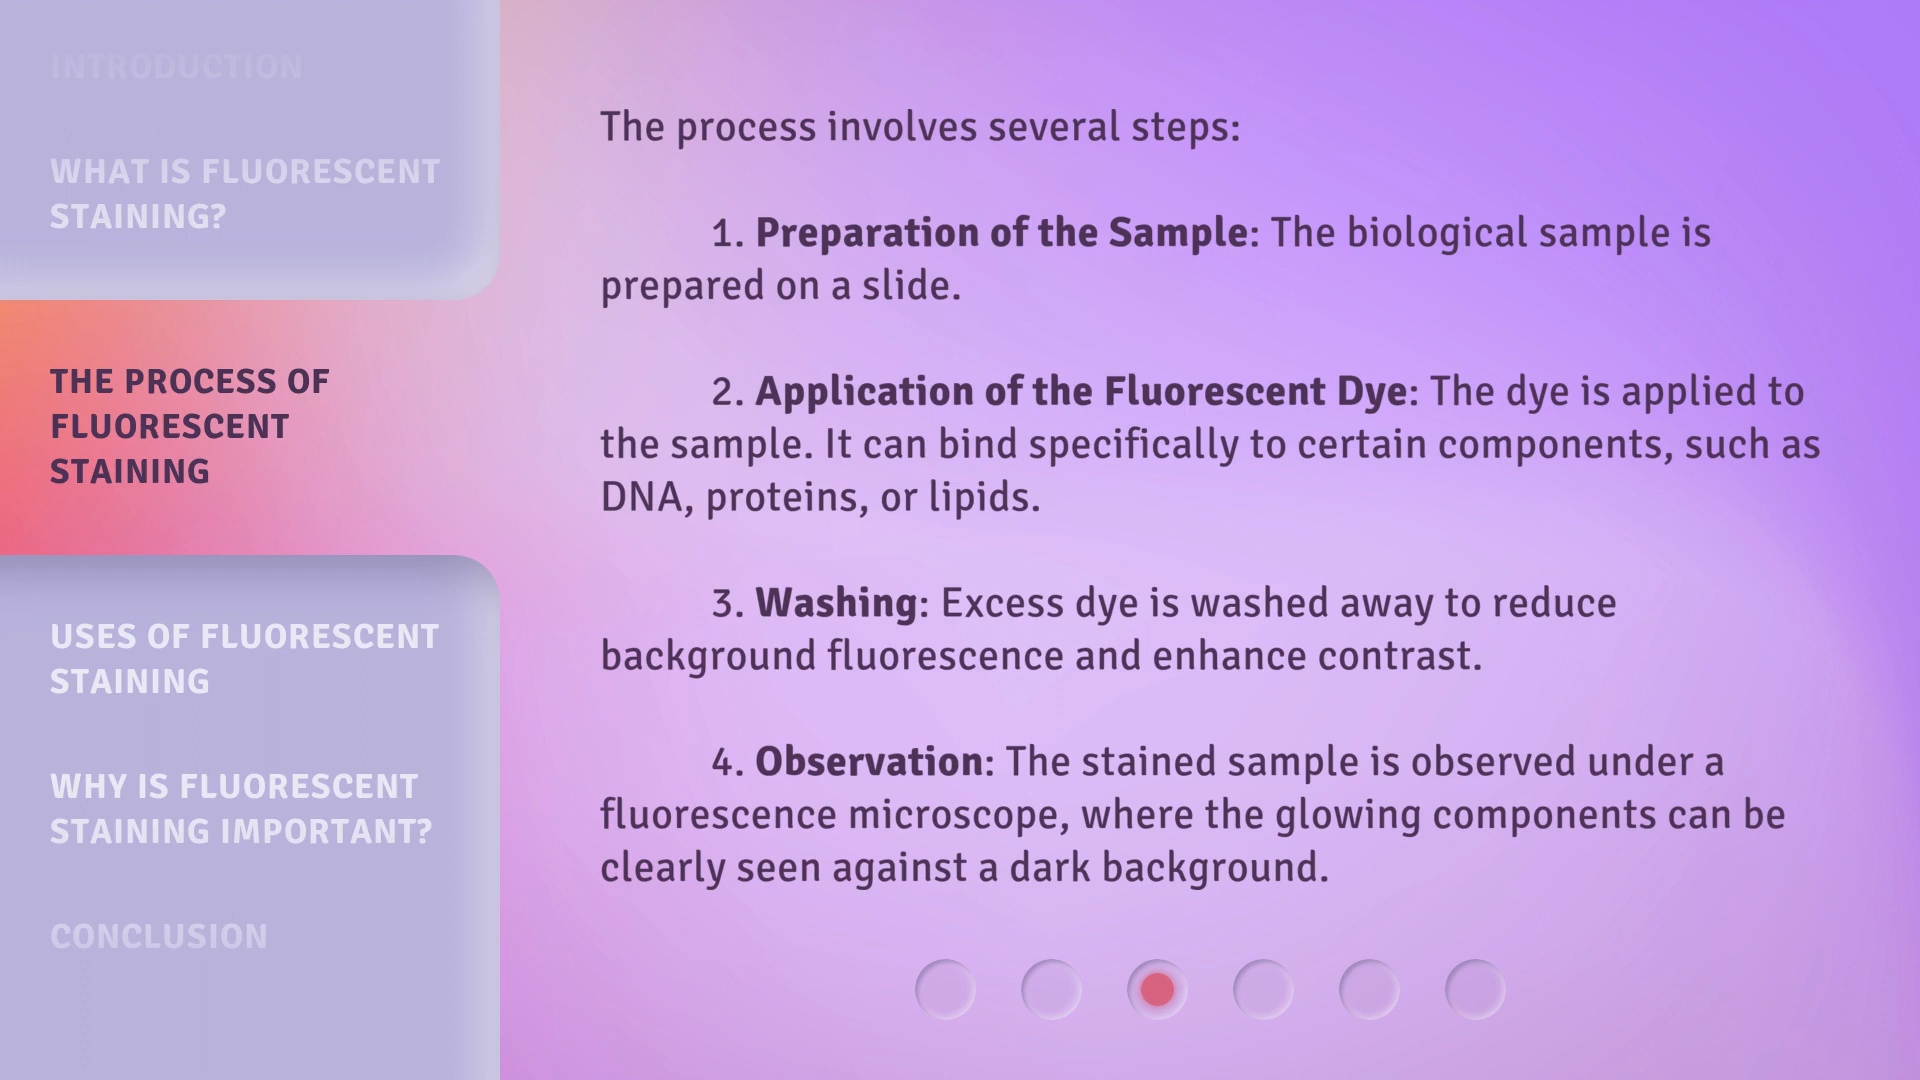 INTRODUCTION
WHAT IS FLUORESCENT
STAINING?
THE PROCESS OF
FLUORESCENT
STAINING
USES OF FLUORESCENT
STAINING
WHY IS FLUORESCENT
STAINING IMPORTANT?
CONCLUSION
The process involves several steps:
1. Preparation of the Sample: The biological sample is
prepared on a slide.
2. Application of the Fluorescent Dye: The dye is applied to
the sample. It can bind specifically to certain components, such as
DNA, proteins, or lipids.
3. Washing: Excess dye is washed away to reduce
background fluorescence and enhance contrast.
4. Observation: The stained sample is observed under a
fluorescence microscope, where the glowing components can be
clearly seen against a dark background.